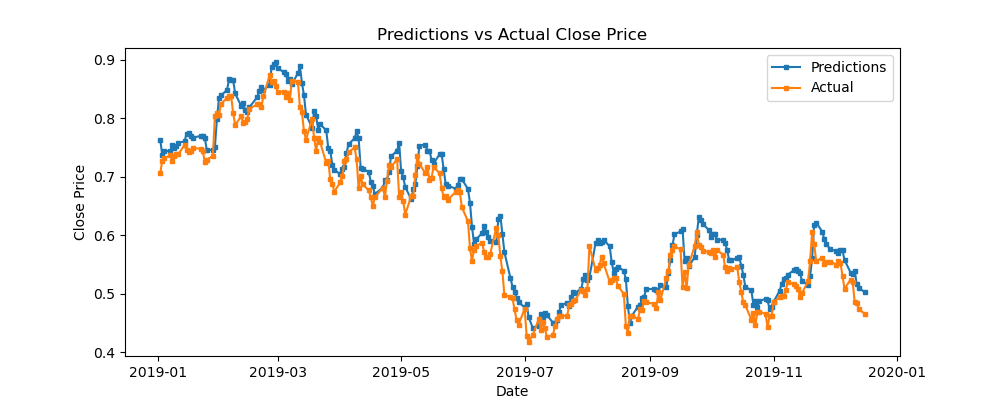 Predictions vs Actual Close Price
Predictions
Actual
Close Price
0.9
0.8
0.7
0.6
0.5
0.4
2019-01
2019-03
2019-05
2019-07
2019-09
2019-11
2020-01
Date